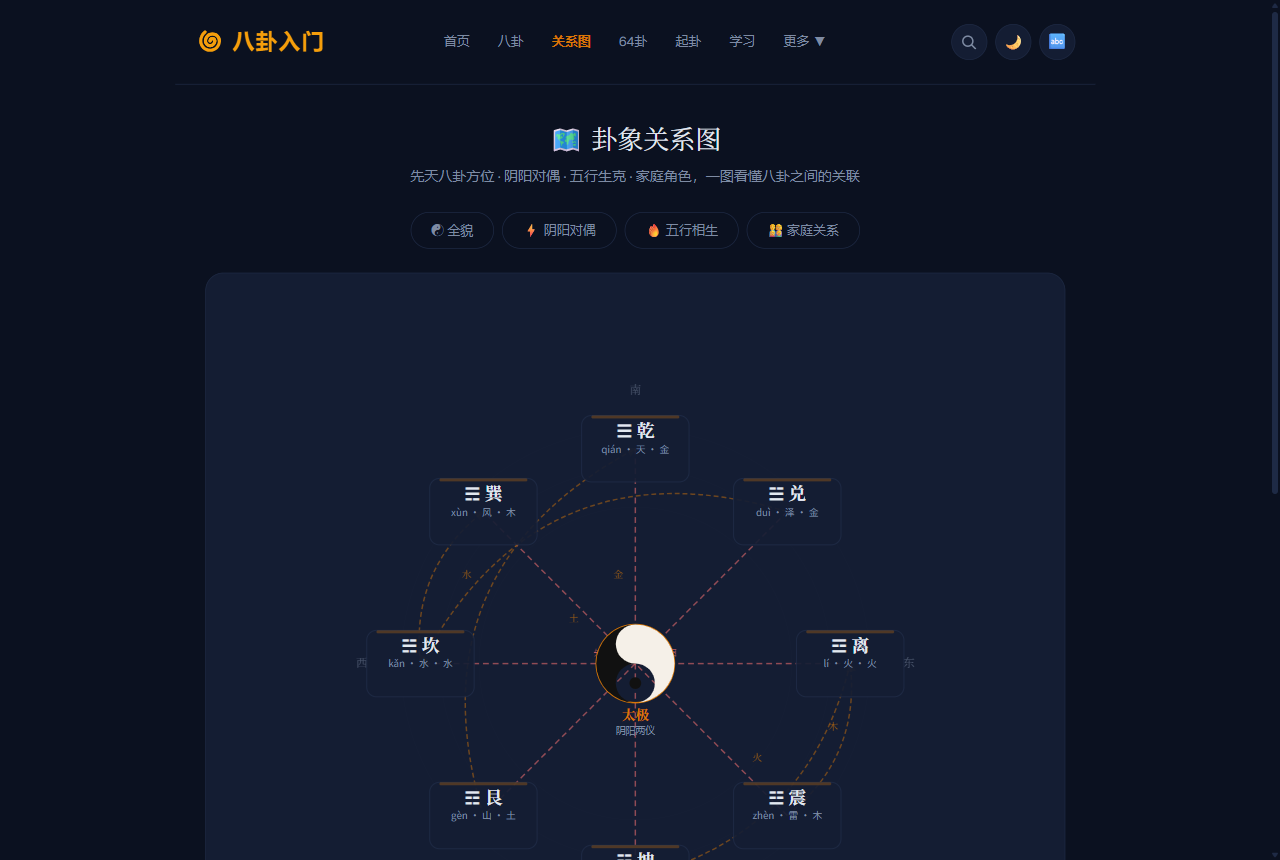 八卦入门
首页 八卦 关系图 64卦 起卦 学习 更多 ▼
abc
卦象关系图
先天八卦方位 · 阴阳对偶 · 五行生克 · 家庭角色，一图看懂八卦之间的关联
☯ 全貌 阴阳对偶 五行相生 家庭关系
南
☰ 乾
qián · 天 · 金
☴ 巽
xùn · 风 · 木
☱ 兑
duì · 泽 · 金
水
金
土
☵ 坎
kǎn · 水 · 水
西
☲ 离
lí · 火 · 火
东
太极
阴阳两仪
木
火
☶ 艮
gèn · 山 · 土
☳ 震
zhèn · 雷 · 木